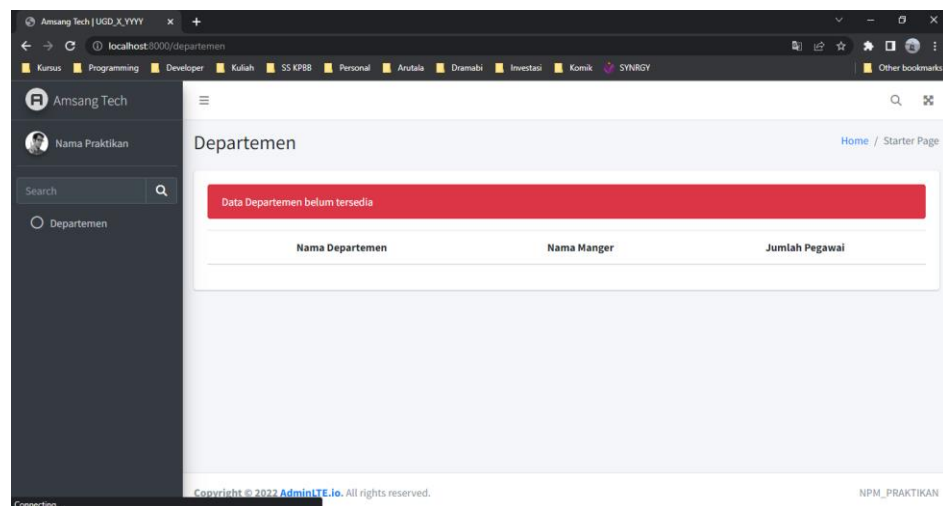 Amsang Tech | UGD_X_YYYY
localhost:8000/departemen
Kursus Programming Developer Kuliah SS KPBB Personal Arutala Dramabi Investasi Komik SYNRGY Other bookmarks
Amsang Tech
Nama Praktikan
Departemen
Home / Starter Page
Search
Data Departemen belum tersedia
Departemen
Nama Departemen Nama Manger Jumlah Pegawai
Copyright © 2022 AdminLTE.io. All rights reserved. NPM_PRAKTIKAN
Connecting